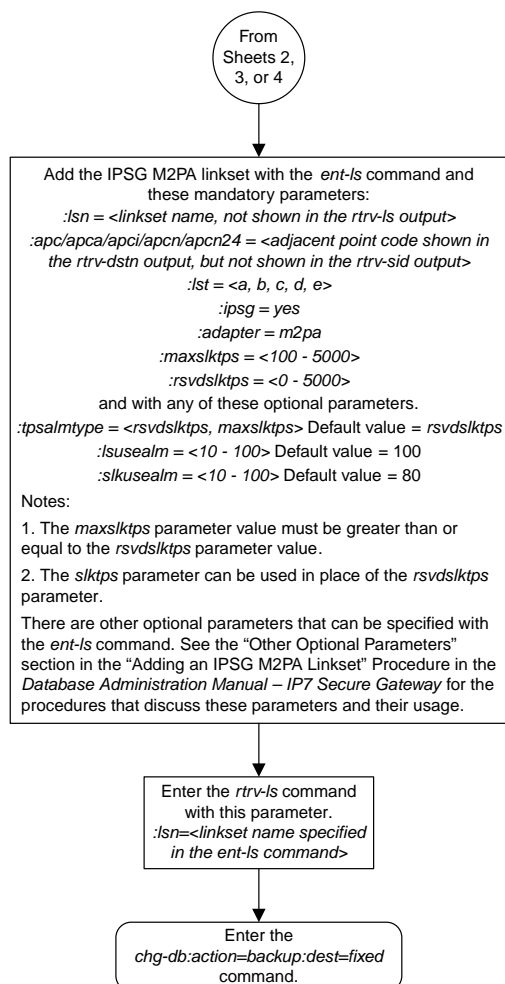 From
Sheets 2,
3, or 4
Add the IPSG M2PA linkset with the ent-ls command and
these mandatory parameters:
:lsn = <linkset name, not shown in the rtrv-ls output>
:apc/apca/apci/apcn/apcn24 = <adjacent point code shown in
the rtrv-dstn output, but not shown in the rtrv-sid output>
:lst = <a, b, c, d, e>
:ipsg = yes
:adapter = m2pa
:maxslktps = <100 - 5000>
:rsvdslktps = <0 - 5000>
and with any of these optional parameters.
:tpsalmtype = <rsvdslktps, maxslktps> Default value = rsvdslktps
:lsusealm = <10 - 100> Default value = 100
:slkusealm = <10 - 100> Default value = 80
Notes:
1. The maxslktps parameter value must be greater than or
equal to the rsvdslktps parameter value.
2. The slktps parameter can be used in place of the rsvdslktps
parameter.
There are other optional parameters that can be specified with
the ent-ls command. See the “Other Optional Parameters”
section in the “Adding an IPSG M2PA Linkset” Procedure in the
Database Administration Manual – IP7 Secure Gateway for the
procedures that discuss these parameters and their usage.
Enter the rtrv-ls command
with this parameter.
:lsn=<linkset name specified
in the ent-ls command>
Enter the
chg-db:action=backup:dest=fixed
command.